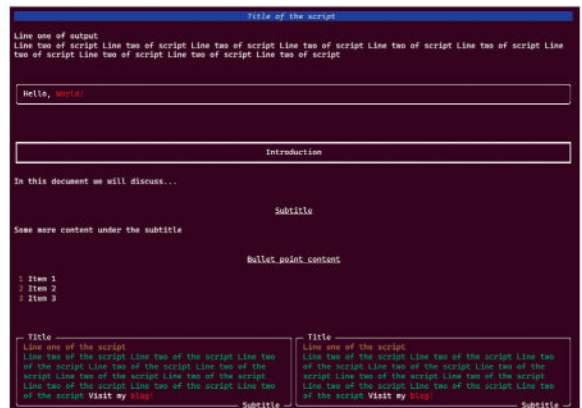 Title of the script
Line one of output
Line two of script Line two of script Line two of script Line two of script Line two of script Line two of script Line
two of script Line two of script Line two of script Line two of script
Hello, World!
Introduction
In this document we will discuss...
Subtitle
Some more content under the subtitle
Bullet point content
1 Item 1
2 Item 2
3 Item 3
Title
Line one of the script
Line two of the script Line two of the script Line two
of the script Line two of the script Line two of the
script Line two of the script Line two of the script
Line two of the script Line two of the script Line two
of the script Visit my blog!
Subtitle
Title
Line one of the script
Line two of the script Line two of the script Line two
of the script Line two of the script Line two of the
script Line two of the script Line two of the script
Line two of the script Line two of the script Line two
of the script Visit my blog!
Subtitle